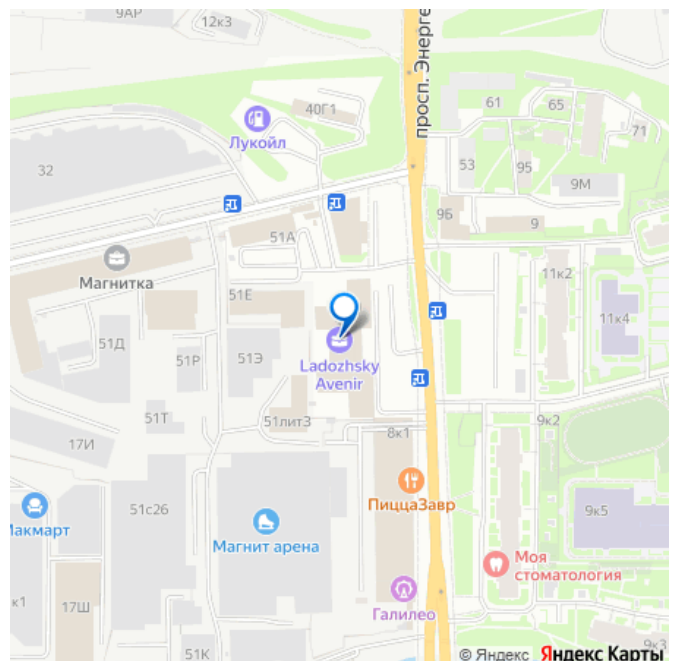 9АР
12к3
просп. Энерге
40Г1
61
65
Лукойл
71
32
53
95
9М
96
9
51А
11к2
Магнитка
51Е
11к4
51Д
51Р
51Э
Ladozhsky
Avenir
51Т
51лит3
9к2
8к1
17И
ПиццаЗавр
51с26
9к5
Макмарт
Магнит арена
Моя
стоматология
к1
17Ш
Галилео
51К
9к3
© Яндекс Яндекс Карты